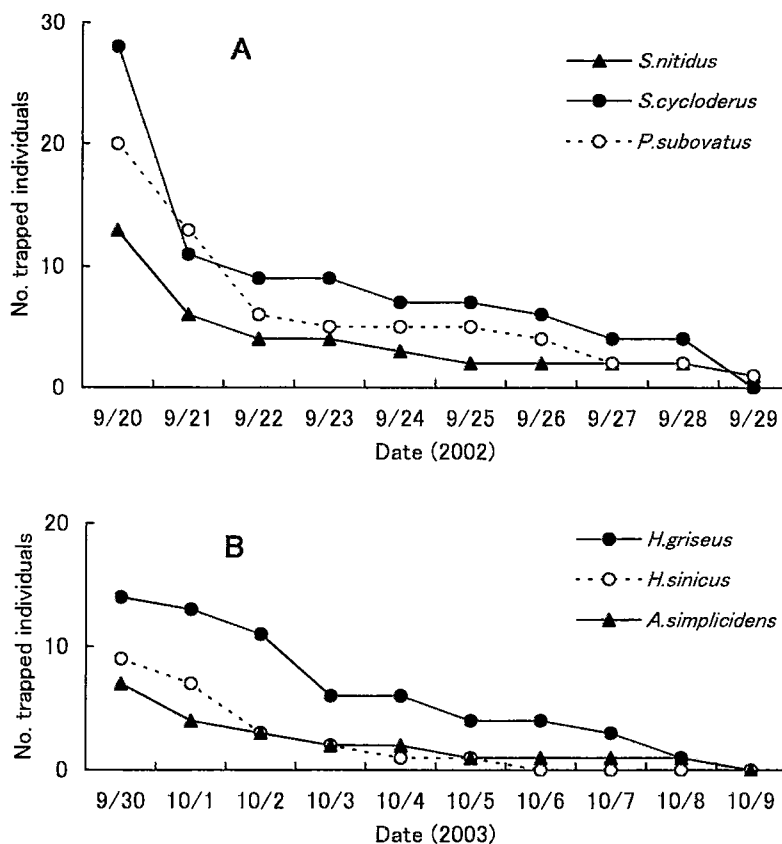 30
A
S.nitidus
S.cycloderus
P.subovatus
20
10
0
No. trapped individuals
9/20 9/21 9/22 9/23 9/24 9/25 9/26 9/27 9/28 9/29
Date (2002)
20
B
H.griseus
H.sinicus
A.simplicidens
10
0
No. trapped individuals
9/30 10/1 10/2 10/3 10/4 10/5 10/6 10/7 10/8 10/9
Date (2003)